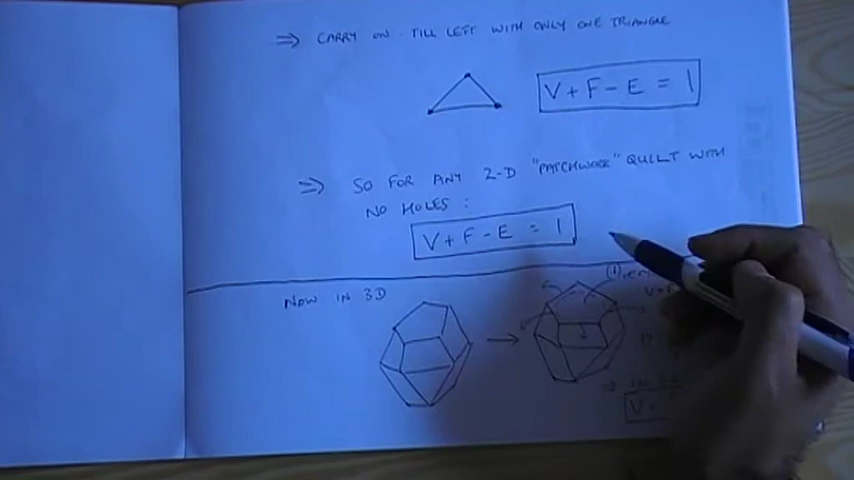 ⇒ CARRY ON TILL LEFT WITH ONLY ONE TRIANGLE
V + F - E = 1
⇒ SO FOR ANY 2-D "PATCHWORK" QUILT WITH
NO HOLES :
V + F - E = 1
NOW IN 3D